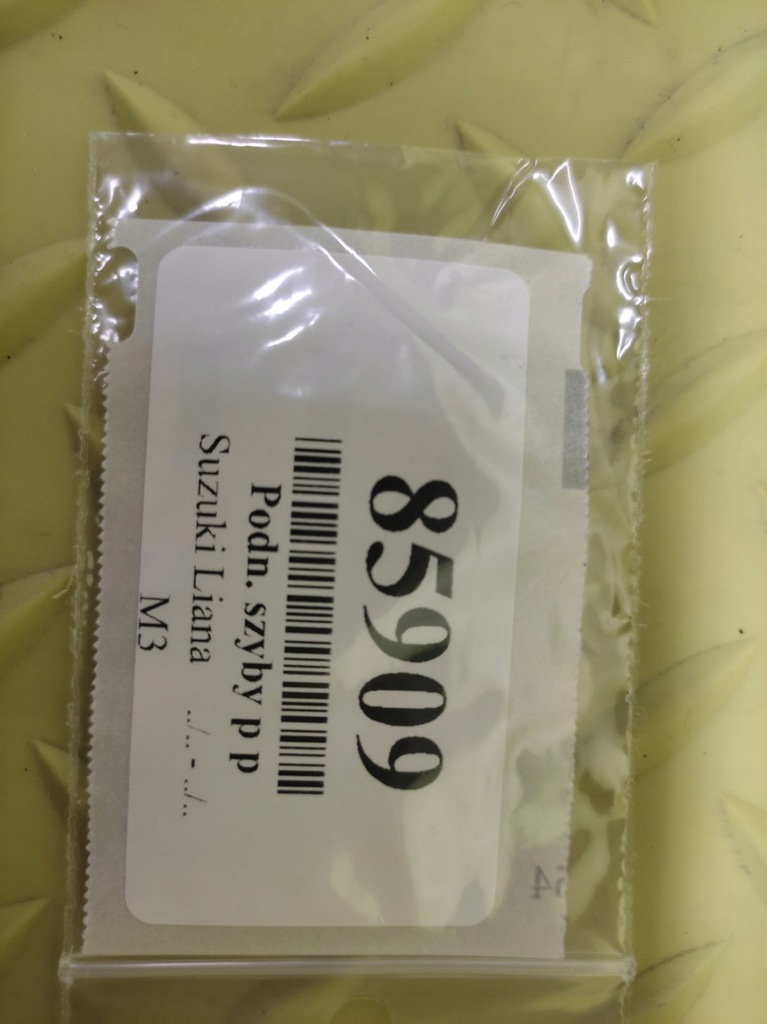 85909
Podn. szyby p p
Suzuki Liana ../.. - ../..
M3